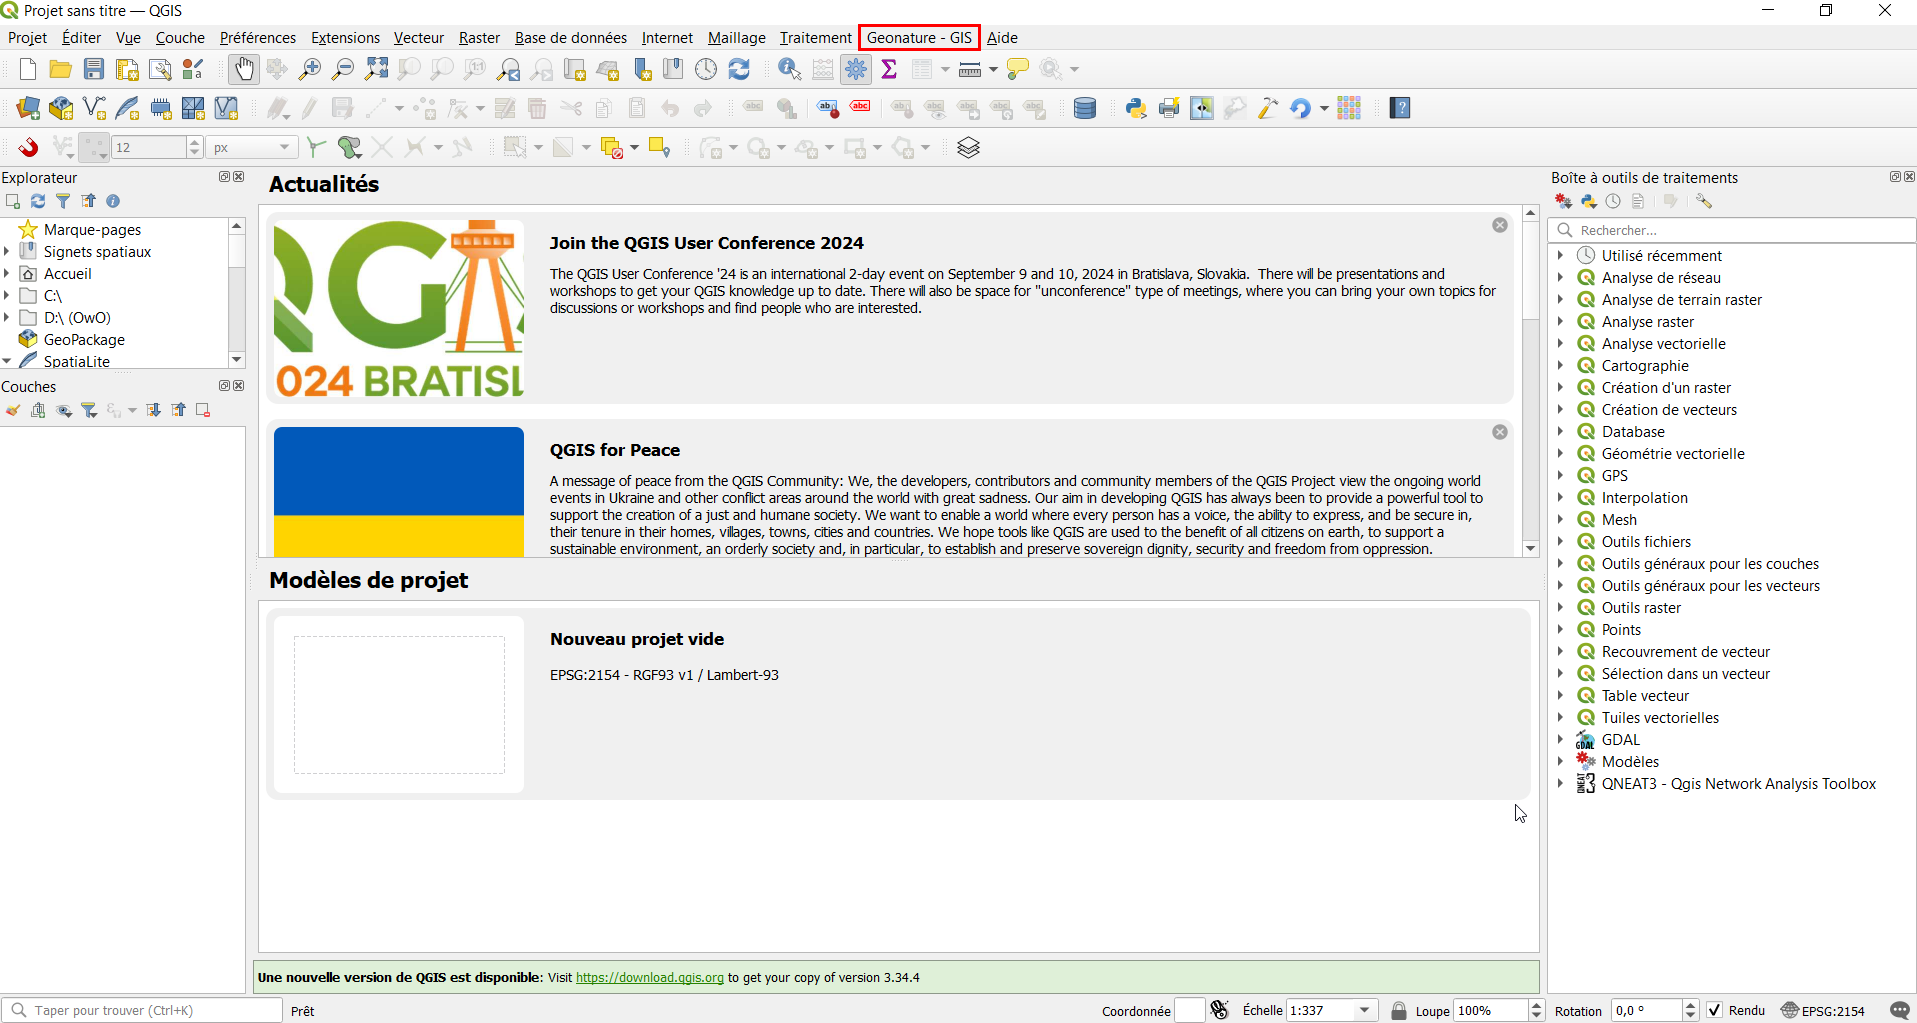 Projet sans titre — QGIS
Projet Éditer Vue Couche Préférences Extensions Vecteur Raster Base de données Internet Maillage Traitement Geonature - GIS Aide
12 px
Explorateur
Marque-pages
Signets spatiaux
Accueil
C:\
D:\ (OwO)
GeoPackage
SpatiaLite
Couches
Actualités
Join the QGIS User Conference 2024
The QGIS User Conference '24 is an international 2-day event on September 9 and 10, 2024 in Bratislava, Slovakia. There will be presentations and
workshops to get your QGIS knowledge up to date. There will also be space for "unconference" type of meetings, where you can bring your own topics for
discussions or workshops and find people who are interested.
QGIS for Peace
A message of peace from the QGIS Community: We, the developers, contributors and community members of the QGIS Project view the ongoing world
events in Ukraine and other conflict areas around the world with great sadness. Our aim in developing QGIS has always been to provide a powerful tool to
support the creation of a just and humane society. We want to enable a world where every person has a voice, the ability to express, and be secure in,
their tenure in their homes, villages, towns, cities and countries. We hope tools like QGIS are used to the benefit of all citizens on earth, to support a
sustainable environment, an orderly society and, in particular, to establish and preserve sovereign dignity, security and freedom from oppression.
Modèles de projet
Nouveau projet vide
EPSG:2154 - RGF93 v1 / Lambert-93
Une nouvelle version de QGIS est disponible: Visit https://download.qgis.org to get your copy of version 3.34.4
Boîte à outils de traitements
Rechercher...
Utilisé récemment
Analyse de réseau
Analyse de terrain raster
Analyse raster
Analyse vectorielle
Cartographie
Création d'un raster
Création de vecteurs
Database
Géométrie vectorielle
GPS
Interpolation
Mesh
Outils fichiers
Outils généraux pour les couches
Outils généraux pour les vecteurs
Outils raster
Points
Recouvrement de vecteur
Sélection dans un vecteur
Table vecteur
Tuiles vectorielles
GDAL
Modèles
QNEAT3 - Qgis Network Analysis Toolbox
Taper pour trouver (Ctrl+K) Prêt Coordonnée Échelle 1:337 Loupe 100% Rotation 0,0 ° Rendu EPSG:2154